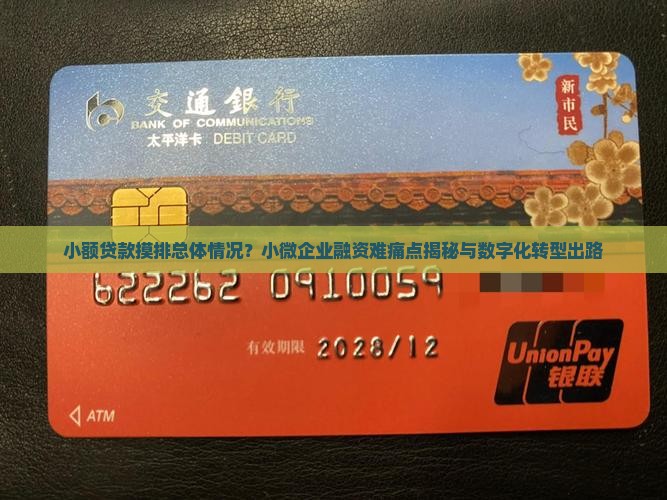 交通銀行
BANK OF COMMUNICATIONS
太平洋卡 DEBIT CARD
新市民
小额贷款摸排总体情况？小微企业融资难痛点揭秘与数字化转型出路
622262 0910059
有效期限 2028/12
UnionPay
银联
ATM